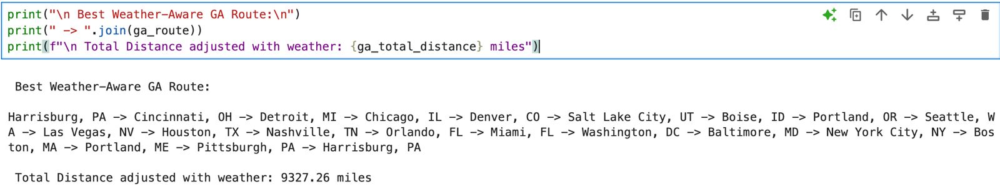 print("\n Best Weather-Aware GA Route:\n")
print(" -> ".join(ga_route))
print(f"\n Total Distance adjusted with weather: {ga_total_distance} miles")
Best Weather-Aware GA Route:
Harrisburg, PA -> Cincinnati, OH -> Detroit, MI -> Chicago, IL -> Denver, CO -> Salt Lake City, UT -> Boise, ID -> Portland, OR -> Seattle, W
A -> Las Vegas, NV -> Houston, TX -> Nashville, TN -> Orlando, FL -> Miami, FL -> Washington, DC -> Baltimore, MD -> New York City, NY -> Bos
ton, MA -> Portland, ME -> Pittsburgh, PA -> Harrisburg, PA
Total Distance adjusted with weather: 9327.26 miles